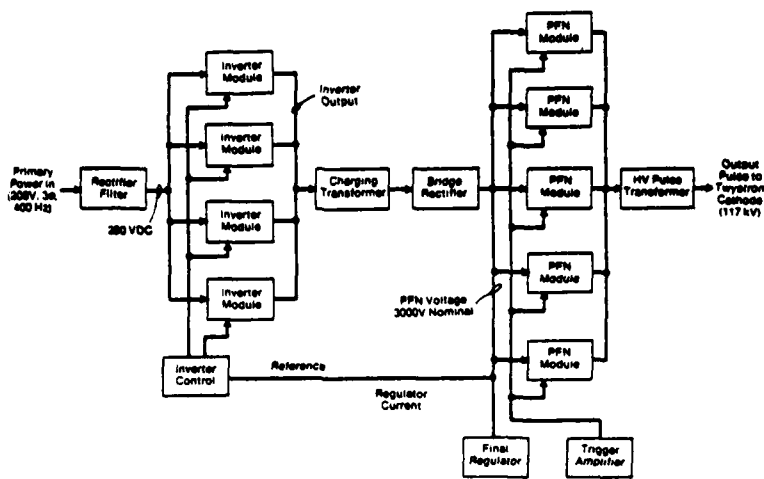 Primary
Power in
(208V, 3ø,
400 Hz)
Rectifier
Filter
280 VDC
Inverter
Module
Inverter
Module
Inverter
Module
Inverter
Module
Inverter
Output
Inverter
Control
Reference
Regulator
Current
Charging
Transformer
Bridge
Rectifier
PFN Voltage
3000V Nominal
PFN
Module
PFN
Module
PFN
Module
PFN
Module
PFN
Module
Final
Regulator
Trigger
Amplifier
HV Pulse
Transformer
Output
Pulse to
Twystron
Cathode
(117 kV)